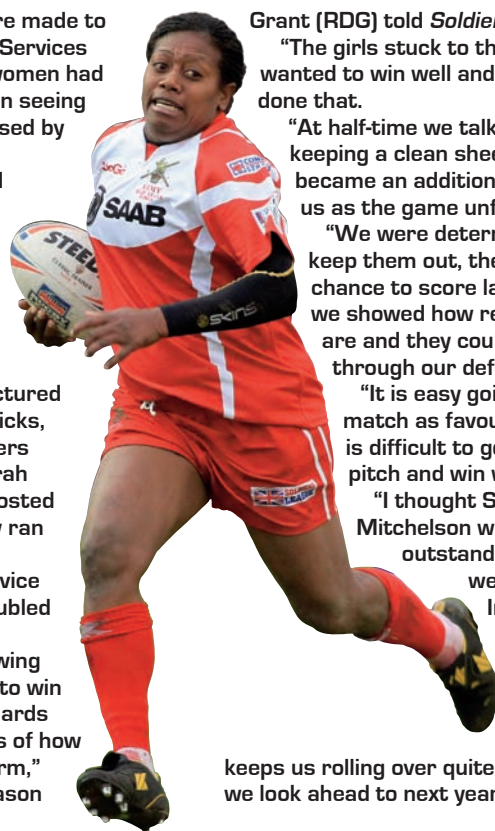 re made to
Services
women had
n seeing
sed by
ctured
icks,
ers
rah
osted
ran
vice
ubled
wing
to win
ards
s of how
rm,”
ason
Grant (RDG) told Soldier
“The girls stuck to th
wanted to win well and
done that.
“At half-time we talk
keeping a clean shee
became an addition
us as the game unf
“We were determ
keep them out, the
chance to score la
we showed how re
are and they cou
through our def
“It is easy goi
match as favou
is difficult to ge
pitch and win w
“I thought S
Mitchelson w
outstand
we
keeps us rolling over quite
we look ahead to next year
ARMY
SAAB
STEED
skins
LEAGUE